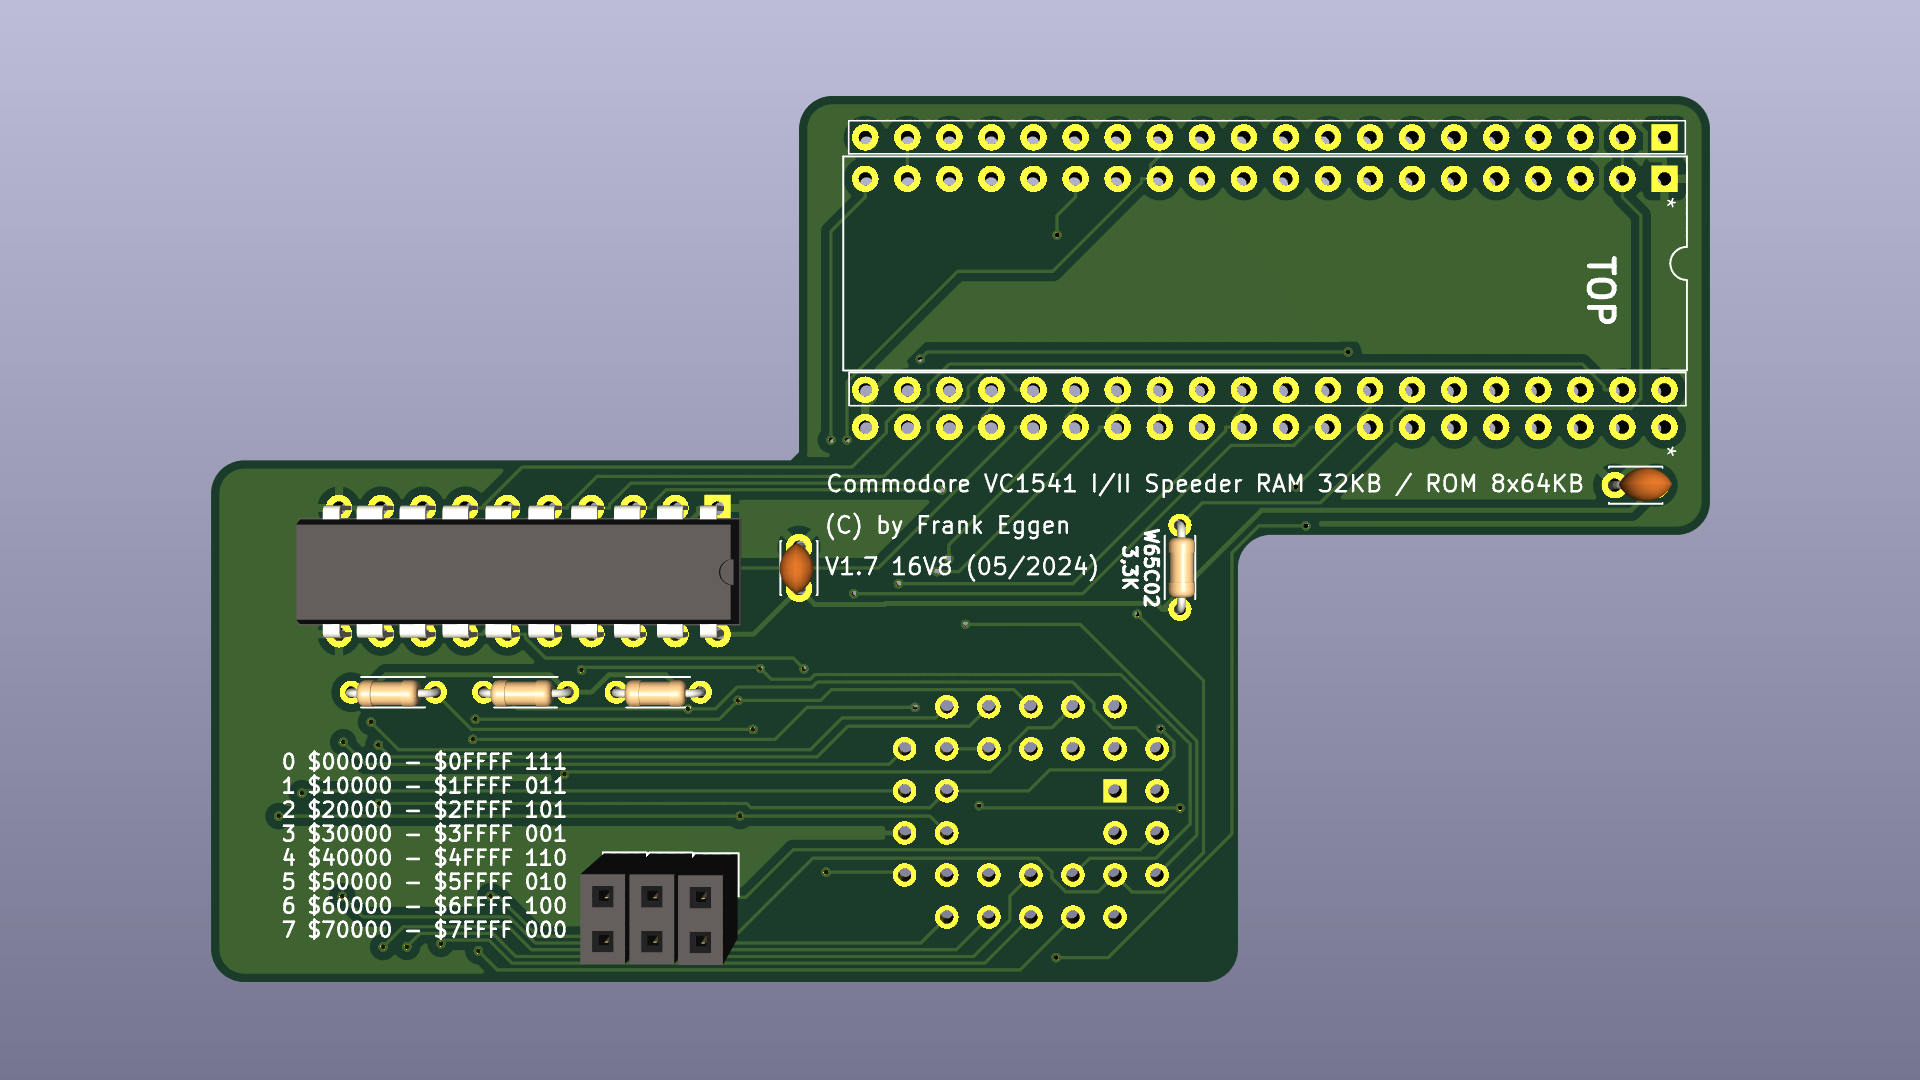 *
TOP
*
Commodore VC1541 I/II Speeder RAM 32KB / ROM 8x64KB
(C) by Frank Eggen
V1.7 16V8 (05/2024)
W65C02
3,3K
0 $00000 – $0FFFF 111
1 $10000 – $1FFFF 011
2 $20000 – $2FFFF 101
3 $30000 – $3FFFF 001
4 $40000 – $4FFFF 110
5 $50000 – $5FFFF 010
6 $60000 – $6FFFF 100
7 $70000 – $7FFFF 000